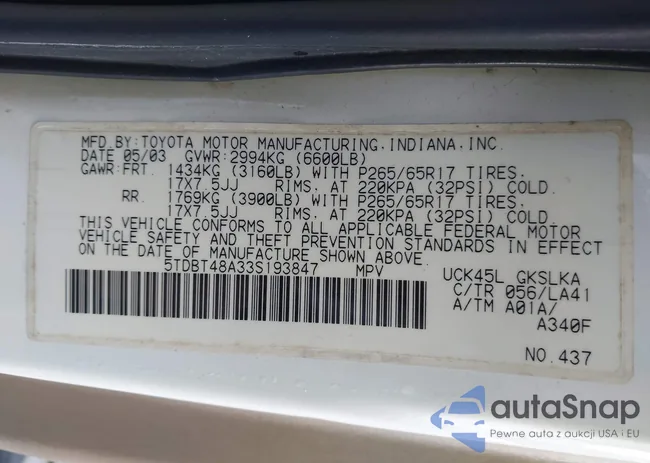 MFD.BY:TOYOTA MOTOR MANUFACTURING,INDIANA,INC.
DATE 05/03 GVWR:2994KG (6600LB)
GAWR:FRT. 1434KG (3160LB) WITH P265/65R17 TIRES.
17X7.5JJ RIMS. AT 220KPA (32PSI) COLD.
RR. 1769KG (3900LB) WITH P265/65R17 TIRES.
17X7.5JJ RIMS. AT 220KPA (32PSI) COLD.
THIS VEHICLE CONFORMS TO ALL APPLICABLE FEDERAL MOTOR
VEHICLE SAFETY AND THEFT PREVENTION STANDARDS IN EFFECT
ON THE DATE OF MANUFACTURE SHOWN ABOVE.
5TDBT48A33S193847 MPV
UCK45L GKSLKA
C/TR 056/LA41
A/TM A01A/
A340F
NO.437
autoSnap
Pewne auta z aukcji USA i EU